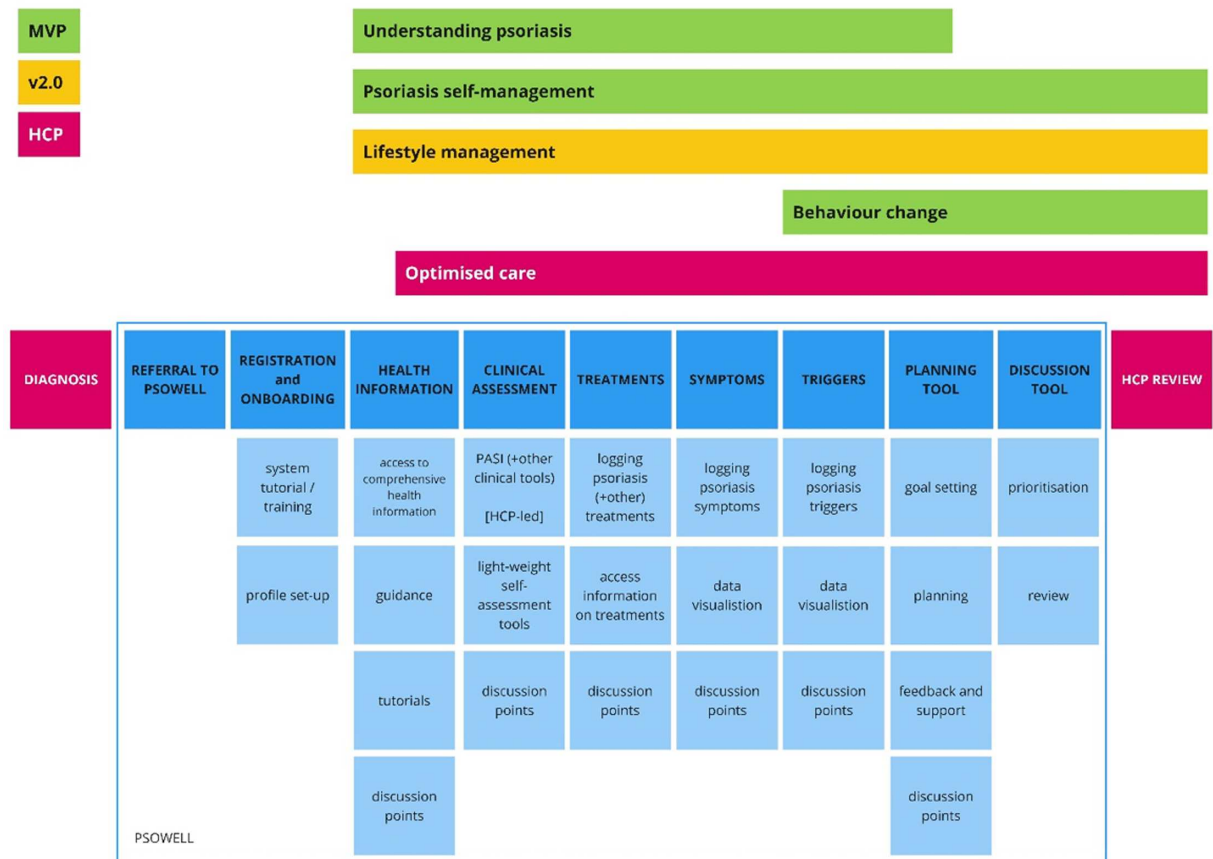 MVP
v2.0
HCP
Understanding psoriasis
Psoriasis self-management
Lifestyle management
Behaviour change
Optimised care
DIAGNOSIS
REFERRAL TO
PSOWELL
REGISTRATION
and
ONBOARDING
HEALTH
INFORMATION
CLINICAL
ASSESSMENT
TREATMENTS
SYMPTOMS
TRIGGERS
PLANNING
TOOL
DISCUSSION
TOOL
HCP REVIEW
system
tutorial /
training
access to
comprehensive
health
information
PASI (+other
clinical tools)
[HCP-led]
logging
psoriasis
(+other)
treatments
logging
psoriasis
symptoms
logging
psoriasis
triggers
goal setting
prioritisation
profile set-up
guidance
light-weight
self-
assessment
tools
access
information
on treatments
data
visualistion
data
visualistion
planning
review
tutorials
discussion
points
discussion
points
discussion
points
discussion
points
feedback and
support
discussion
points
discussion
points
PSOWELL